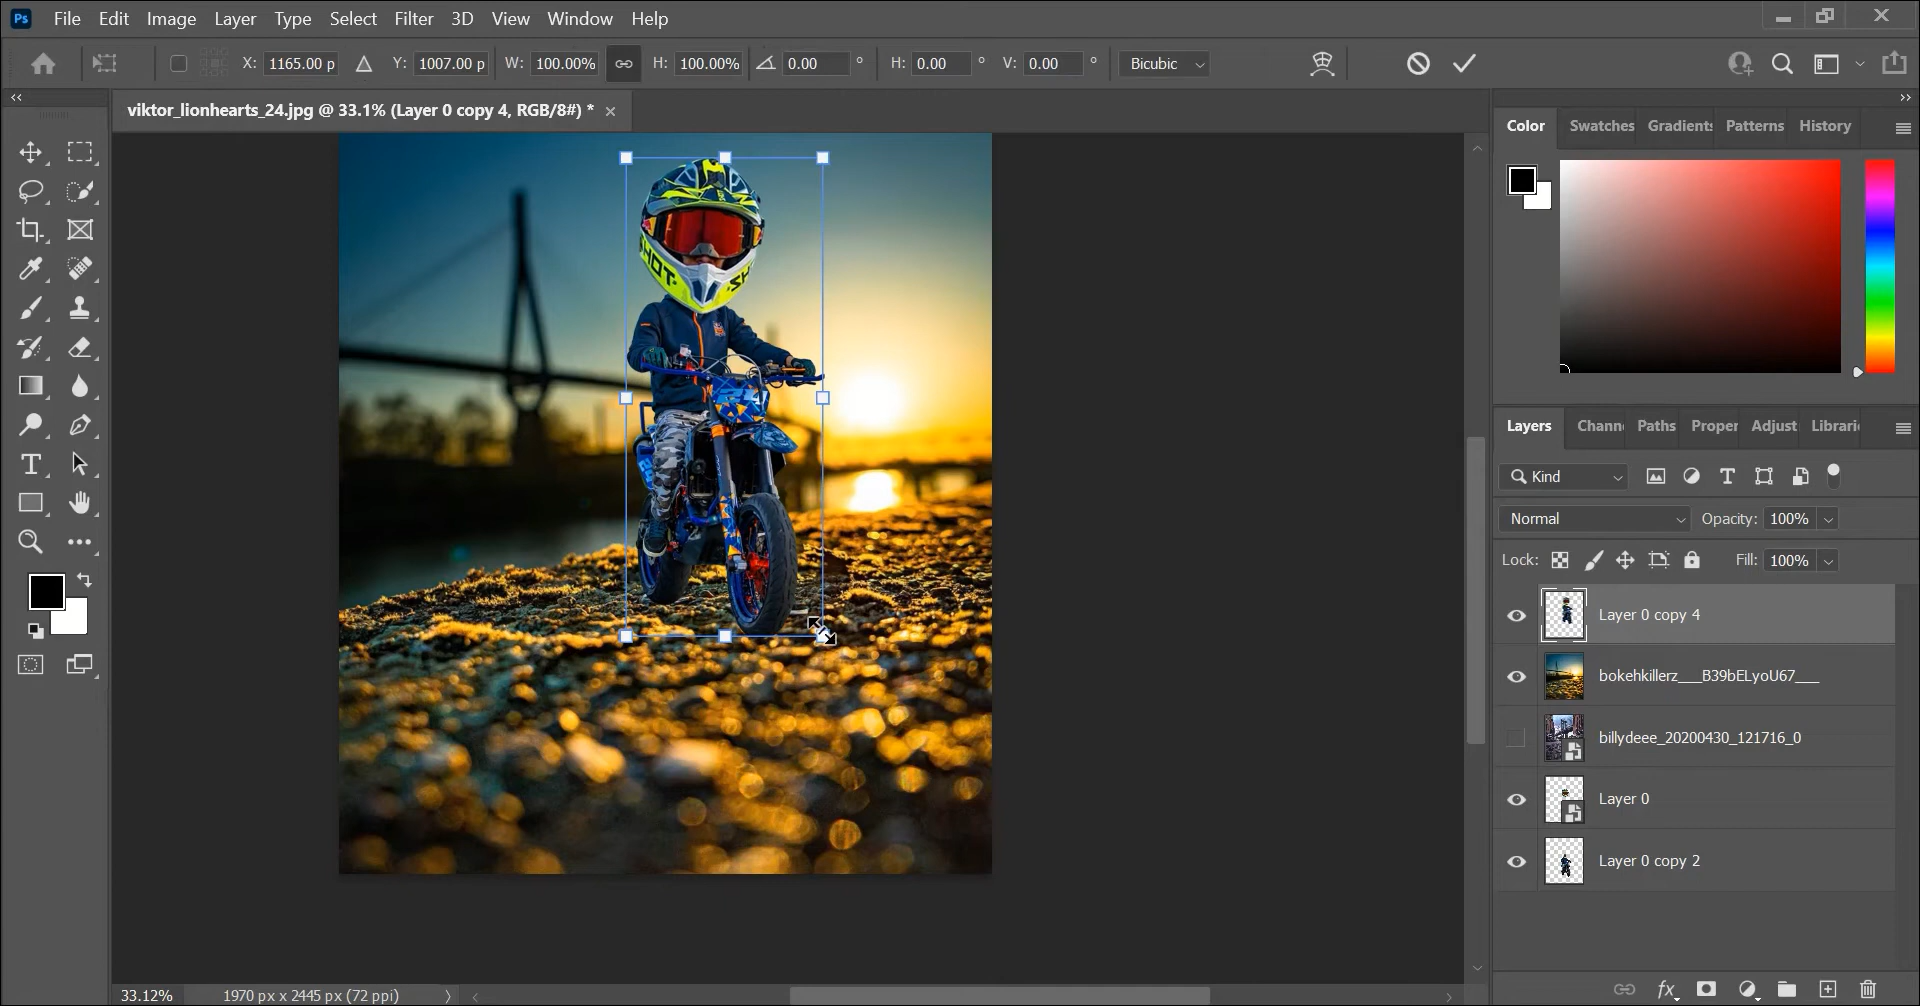 Ps File Edit Image Layer Type Select Filter 3D View Window Help
X: 1165.00 p Y: 1007.00 p W: 100.00% H: 100.00% 0.00 ° H: 0.00 ° V: 0.00 ° Bicubic
viktor_lionhearts_24.jpg @ 33.1% (Layer 0 copy 4, RGB/8#) * ×
Color Swatches Gradients Patterns History
SHOT SH
Layers Chann Paths Proper Adjust Librari
Kind
Normal Opacity: 100%
Lock: Fill: 100%
Layer 0 copy 4
bokehkillerz___B39bELyoU67___
billydeee_20200430_121716_0
Layer 0
Layer 0 copy 2
33.12% 1970 px x 2445 px (72 ppi)
fx